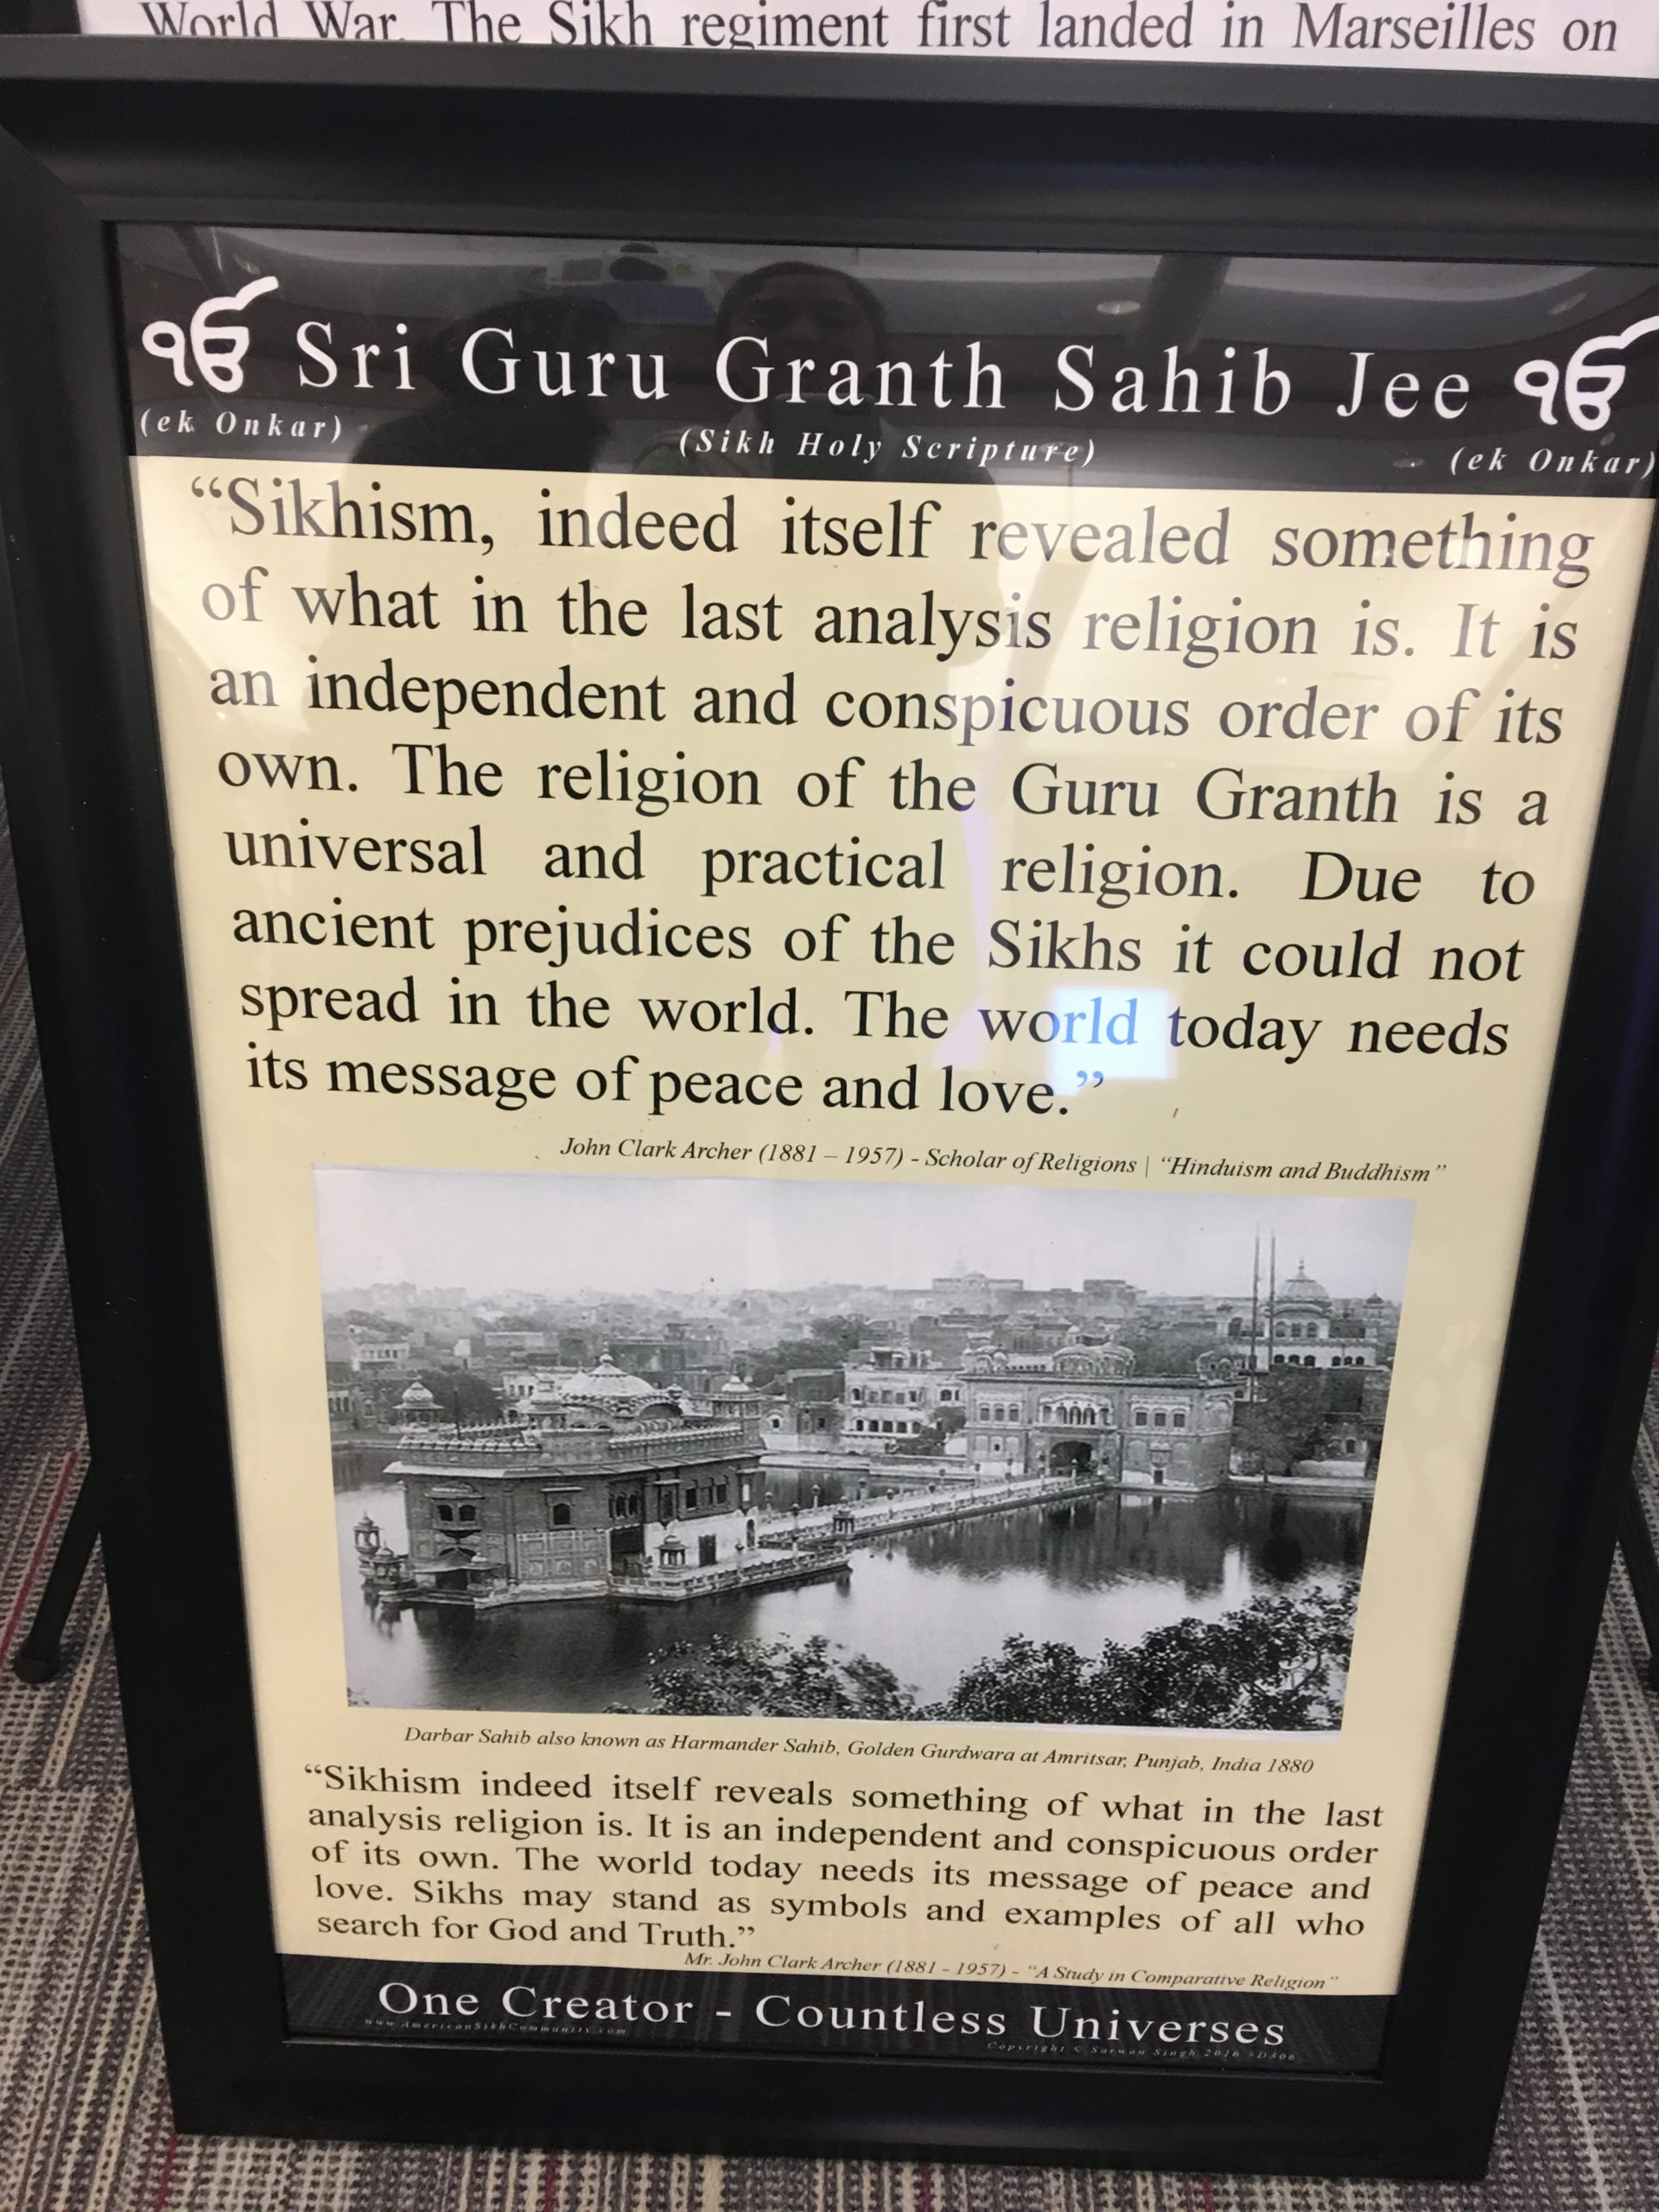 World War. The Sikh regiment first landed in Marseilles on
ੴ Sri Guru Granth Sahib Jee ੴ
(ek Onkar) (Sikh Holy Scripture) (ek Onkar)
“Sikhism, indeed itself revealed something
of what in the last analysis religion is. It is
an independent and conspicuous order of its
own. The religion of the Guru Granth is a
universal and practical religion. Due to
ancient prejudices of the Sikhs it could not
spread in the world. The world today needs
its message of peace and love.”
John Clark Archer (1881 – 1957) - Scholar of Religions | “Hinduism and Buddhism”
Darbar Sahib also known as Harmander Sahib, Golden Gurdwara at Amritsar, Punjab, India 1880
“Sikhism indeed itself reveals something of what in the last
analysis religion is. It is an independent and conspicuous order
of its own. The world today needs its message of peace and
love. Sikhs may stand as symbols and examples of all who
search for God and Truth.”
Mr. John Clark Archer (1881 - 1957) - “A Study in Comparative Religion”
One Creator - Countless Universes
www.AmericanSikhCommunity.com
Copyright © Sarwan Singh 2016